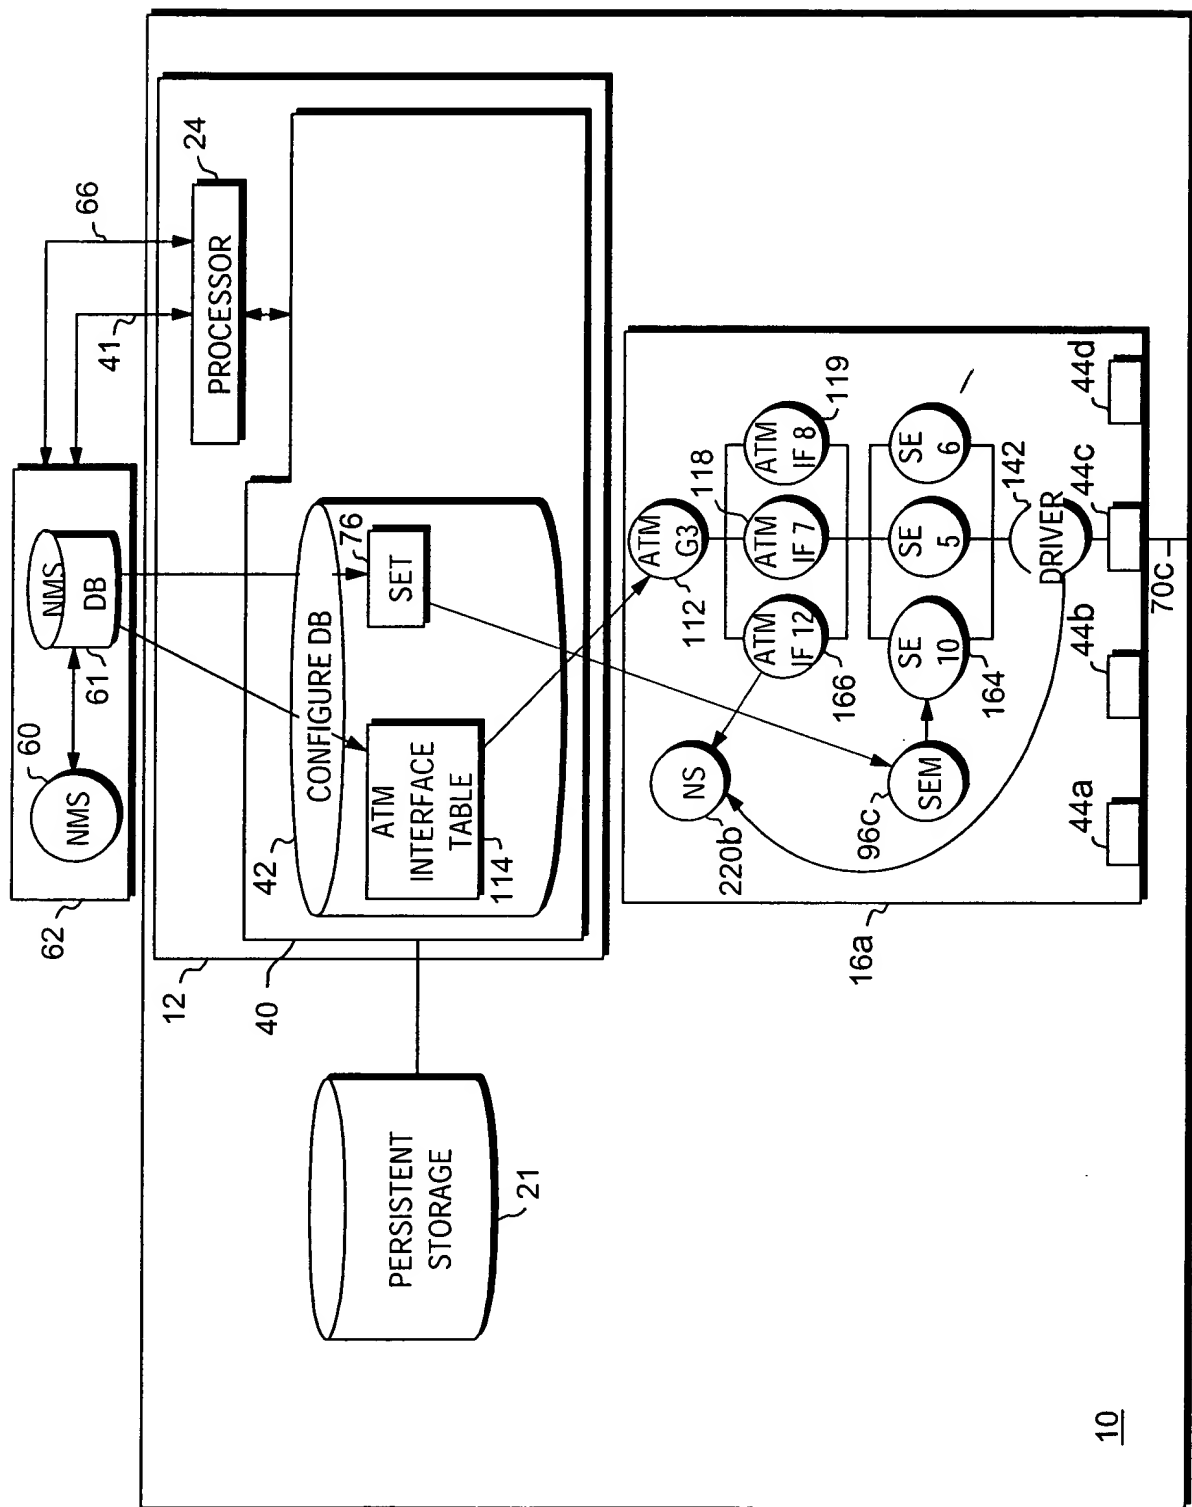 62
60
NMS
61
NMS
DB
41
66
12
40
42
CONFIGURE DB
ATM
INTERFACE
TABLE
114
76
SET
PROCESSOR
24
PERSISTENT
STORAGE
21
16a
NS
220b
ATM
G3
112
ATM
IF 12
166
118
ATM
IF 7
ATM
IF 8
119
SEM
96c
SE
10
164
SE
5
SE
6
142
DRIVER
44a
44b
44c
44d
70c
10